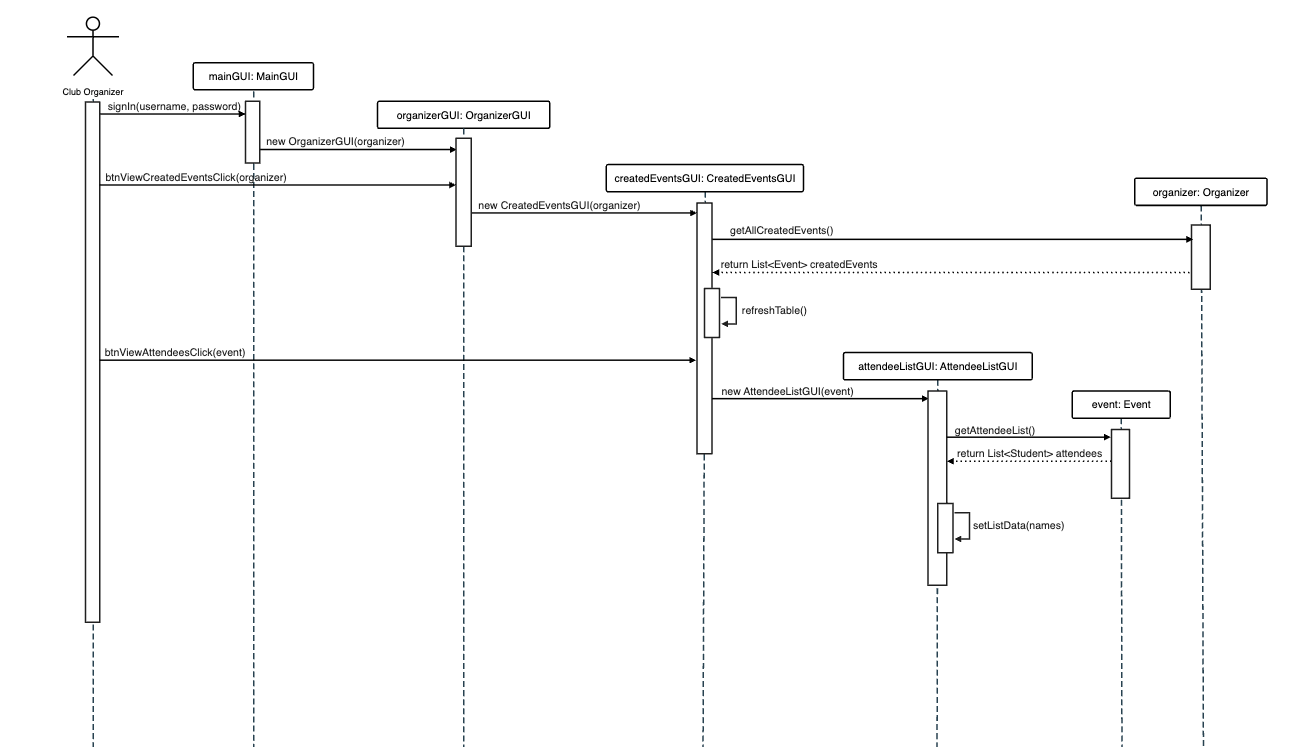 Club Organizer
mainGUI: MainGUI
signIn(username, password)
organizerGUI: OrganizerGUI
new OrganizerGUI(organizer)
btnViewCreatedEventsClick(organizer)
createdEventsGUI: CreatedEventsGUI
organizer: Organizer
new CreatedEventsGUI(organizer)
getAllCreatedEvents()
return List<Event> createdEvents
refreshTable()
btnViewAttendeesClick(event)
attendeeListGUI: AttendeeListGUI
new AttendeeListGUI(event)
event: Event
getAttendeeList()
return List<Student> attendees
setListData(names)